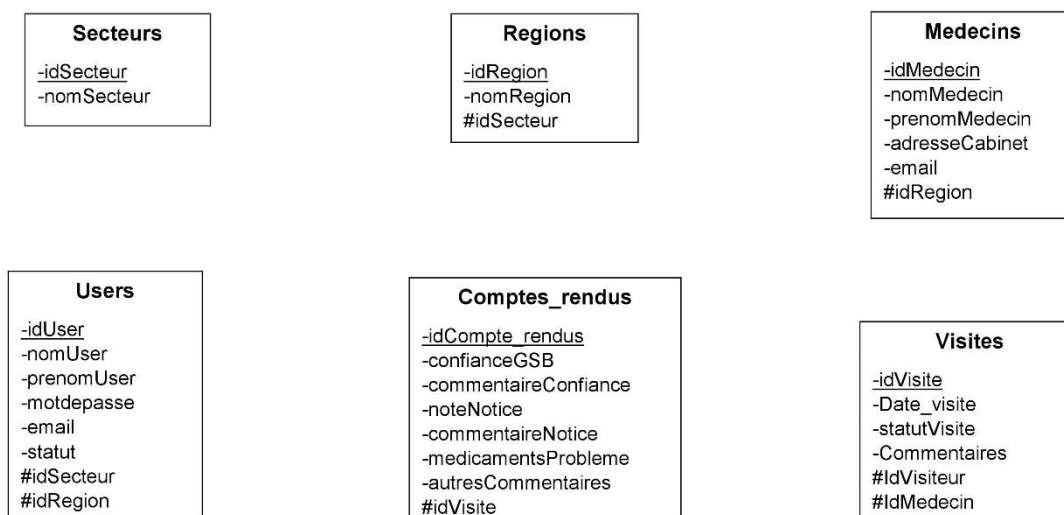 Secteurs
-idSecteur
-nomSecteur
Regions
-idRegion
-nomRegion
#idSecteur
Medecins
-idMedecin
-nomMedecin
-prenomMedecin
-adresseCabinet
-email
#idRegion
Users
-idUser
-nomUser
-prenomUser
-motdepasse
-email
-statut
#idSecteur
#idRegion
Comptes_rendus
-idCompte_rendus
-confianceGSB
-commentaireConfiance
-noteNotice
-commentaireNotice
-medicamentsProbleme
-autresCommentaires
#idVisite
Visites
-idVisite
-Date_visite
-statutVisite
-Commentaires
#IdVisiteur
#IdMedecin